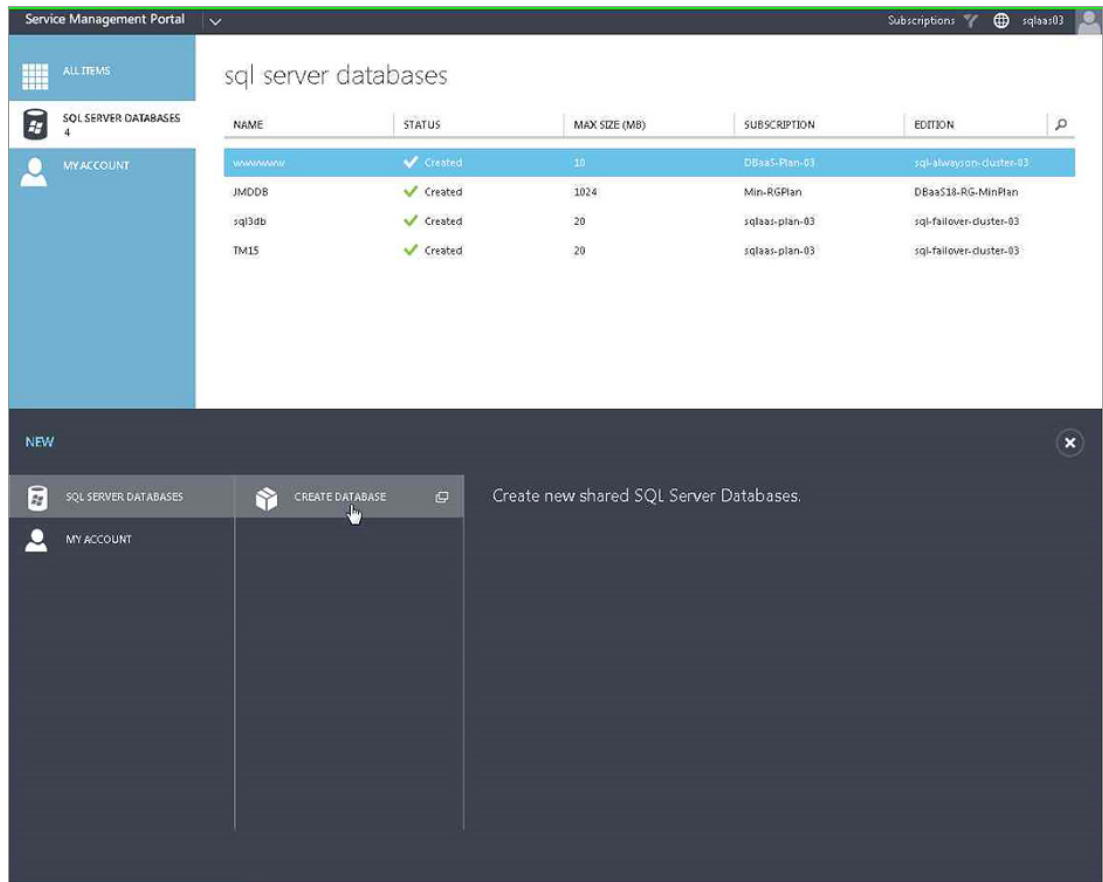 Service Management Portal
Subscriptions
sqlaas03
ALL ITEMS
SQL SERVER DATABASES
4
MY ACCOUNT
sql server databases
NAME STATUS MAX SIZE (MB) SUBSCRIPTION EDITION
Created 10 DBaaS-Plan-03 sql-alwayson-cluster-03
JMDDB Created 1024 Min-RGPlan DBaaS18-RG-MinPlan
sql3db Created 20 sqlaas-plan-03 sql-failover-cluster-03
TM15 Created 20 sqlaas-plan-03 sql-failover-cluster-03
NEW
SQL SERVER DATABASES
MY ACCOUNT
CREATE DATABASE
Create new shared SQL Server Databases.